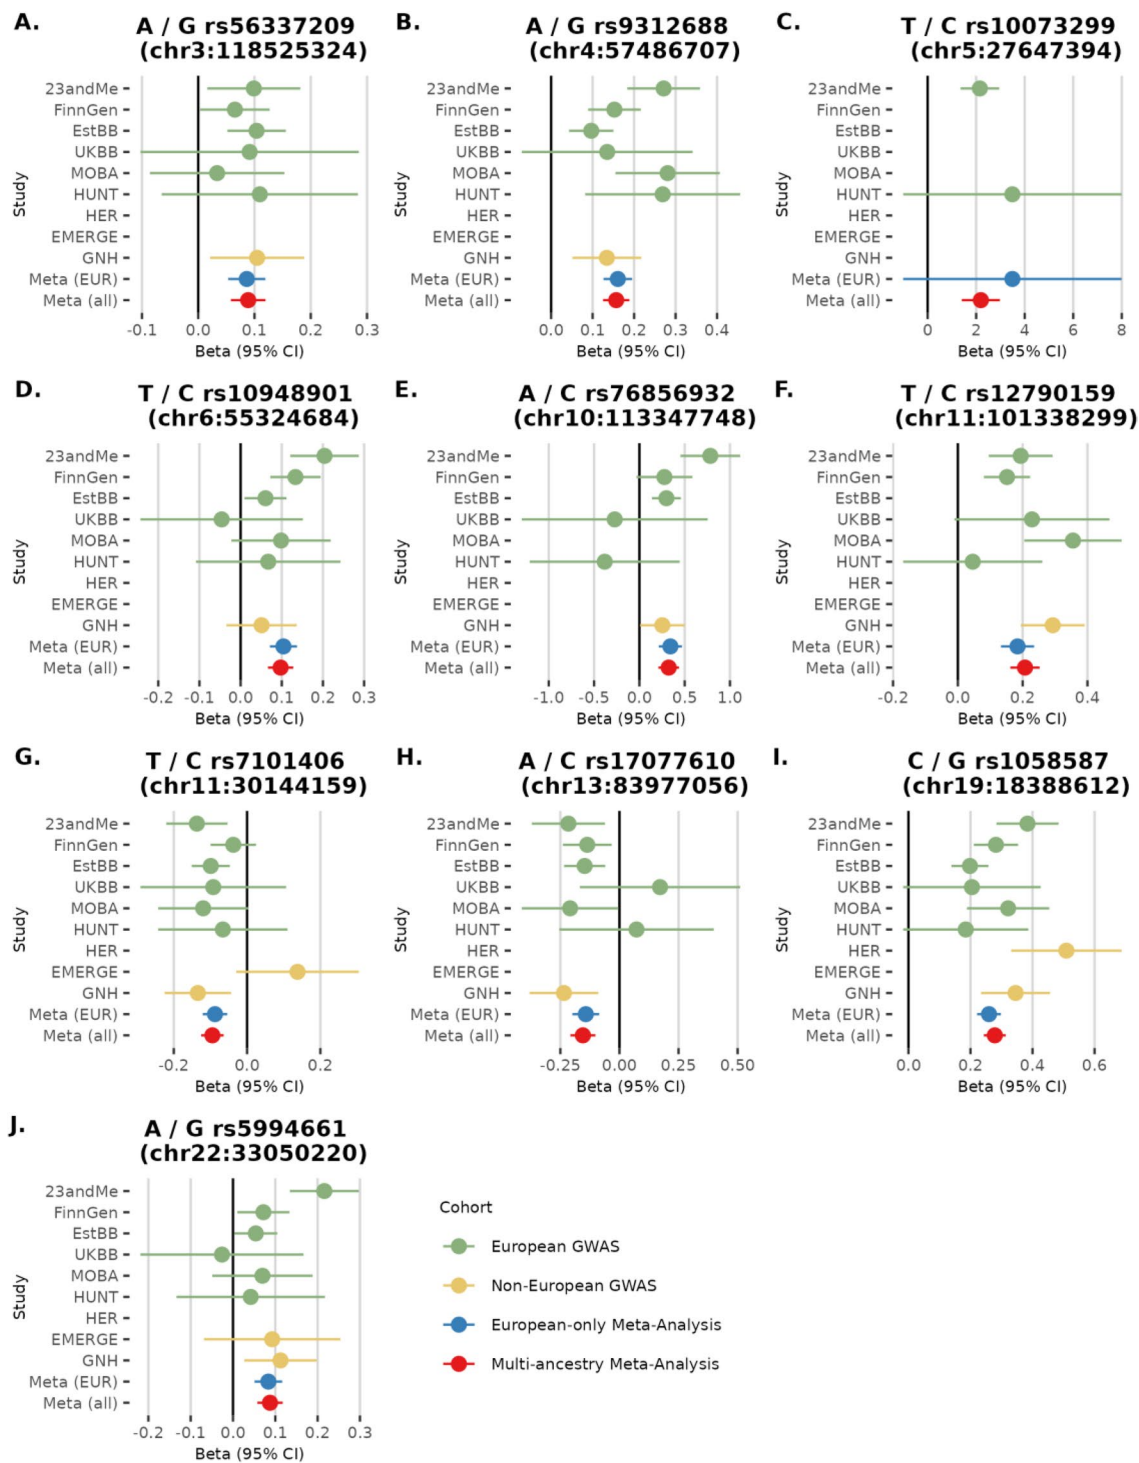 A.
A / G rs56337209
(chr3:118525324)
Study
23andMe
FinnGen
EstBB
UKBB
MOBA
HUNT
HER
EMERGE
GNH
Meta (EUR)
Meta (all)
-0.1 0.0 0.1 0.2 0.3
Beta (95% CI)
B.
A / G rs9312688
(chr4:57486707)
Study
23andMe
FinnGen
EstBB
UKBB
MOBA
HUNT
HER
EMERGE
GNH
Meta (EUR)
Meta (all)
0.0 0.1 0.2 0.3 0.4
Beta (95% CI)
C.
T / C rs10073299
(chr5:27647394)
Study
23andMe
FinnGen
EstBB
UKBB
MOBA
HUNT
HER
EMERGE
GNH
Meta (EUR)
Meta (all)
0 2 4 6 8
Beta (95% CI)
D.
T / C rs10948901
(chr6:55324684)
Study
23andMe
FinnGen
EstBB
UKBB
MOBA
HUNT
HER
EMERGE
GNH
Meta (EUR)
Meta (all)
-0.2 -0.1 0.0 0.1 0.2 0.3
Beta (95% CI)
E.
A / C rs76856932
(chr10:113347748)
Study
23andMe
FinnGen
EstBB
UKBB
MOBA
HUNT
HER
EMERGE
GNH
Meta (EUR)
Meta (all)
-1.0 -0.5 0.0 0.5 1.0
Beta (95% CI)
F.
T / C rs12790159
(chr11:101338299)
Study
23andMe
FinnGen
EstBB
UKBB
MOBA
HUNT
HER
EMERGE
GNH
Meta (EUR)
Meta (all)
-0.2 0.0 0.2 0.4
Beta (95% CI)
G.
T / C rs7101406
(chr11:30144159)
Study
23andMe
FinnGen
EstBB
UKBB
MOBA
HUNT
HER
EMERGE
GNH
Meta (EUR)
Meta (all)
-0.2 0.0 0.2
Beta (95% CI)
H.
A / C rs17077610
(chr13:83977056)
Study
23andMe
FinnGen
EstBB
UKBB
MOBA
HUNT
HER
EMERGE
GNH
Meta (EUR)
Meta (all)
-0.25 0.00 0.25 0.50
Beta (95% CI)
I.
C / G rs1058587
(chr19:18388612)
Study
23andMe
FinnGen
EstBB
UKBB
MOBA
HUNT
HER
EMERGE
GNH
Meta (EUR)
Meta (all)
0.0 0.2 0.4 0.6
Beta (95% CI)
J.
A / G rs5994661
(chr22:33050220)
Study
23andMe
FinnGen
EstBB
UKBB
MOBA
HUNT
HER
EMERGE
GNH
Meta (EUR)
Meta (all)
-0.2 -0.1 0.0 0.1 0.2 0.3
Beta (95% CI)
Cohort
European GWAS
Non-European GWAS
European-only Meta-Analysis
Multi-ancestry Meta-Analysis